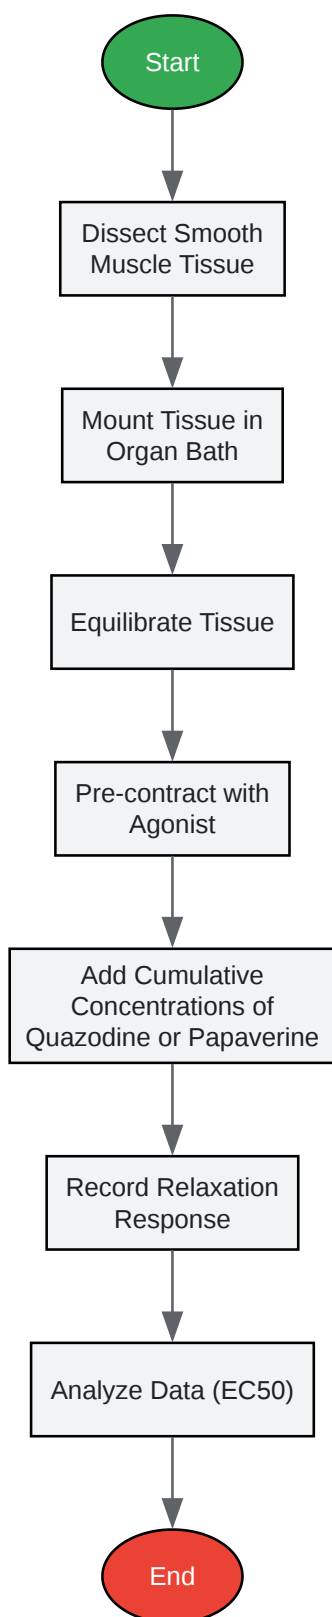 Start
Dissect Smooth
Muscle Tissue
Mount Tissue in
Organ Bath
Equilibrate Tissue
Pre-contract with
Agonist
Add Cumulative
Concentrations of
Quazodine or Papaverine
Record Relaxation
Response
Analyze Data (EC50)
End